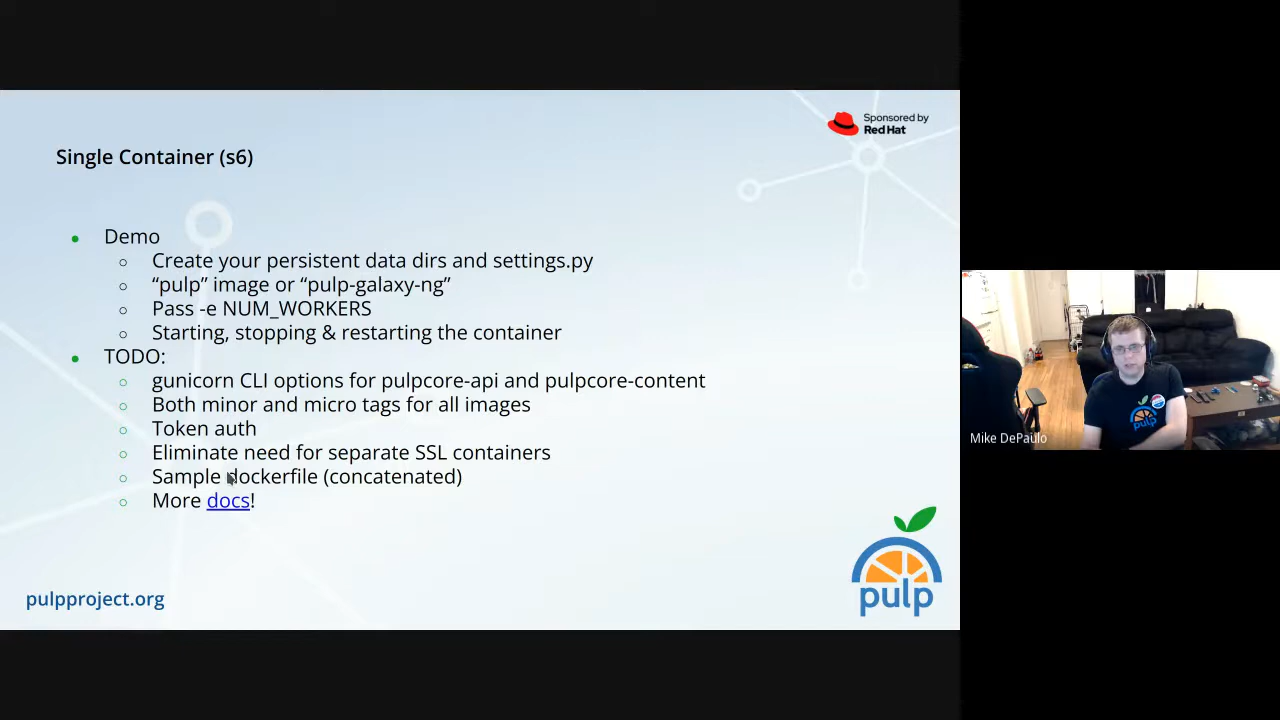 Sponsored by
Red Hat
Single Container (s6)
Demo
Create your persistent data dirs and settings.py
“pulp” image or “pulp-galaxy-ng”
Pass -e NUM_WORKERS
Starting, stopping & restarting the container
TODO:
gunicorn CLI options for pulpcore-api and pulpcore-content
Both minor and micro tags for all images
Token auth
Eliminate need for separate SSL containers
Sample dockerfile (concatenated)
More docs!
pulpproject.org
pulp
Mike DePaulo
pulp